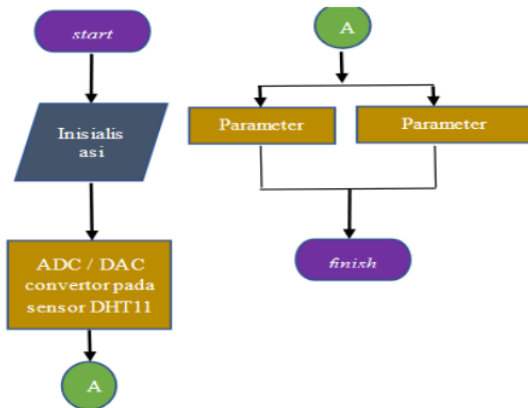 start
Inisialis
asi
ADC / DAC
convertor pada
sensor DHT11
A
A
Parameter
Parameter
finish